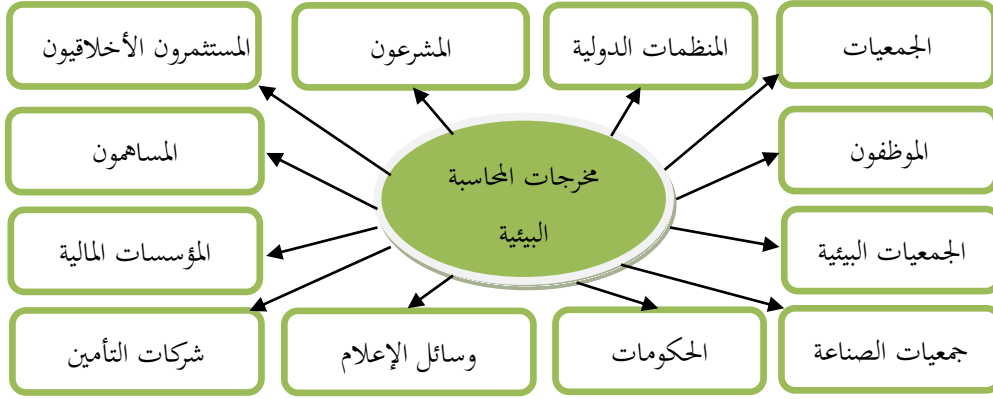 الجمعيات
المنظمات الدولية
المشرعون
المستثمرون الأخلاقيون
الموظفون
مخرجات المحاسبة
البيئية
المساهمون
الجمعيات البيئية
المؤسسات المالية
جمعيات الصناعة
الحكومات
وسائل الإعلام
شركات التأمين